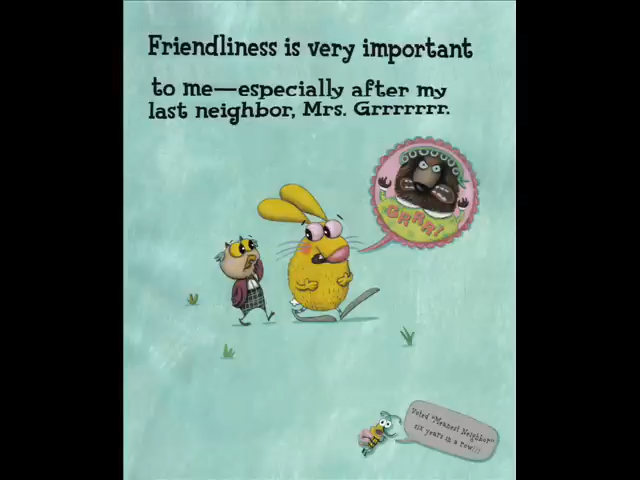 Friendliness is very important
to me—especially after my
last neighbor, Mrs. Grrrrrrr.
GRRR!
Voted "Meanest Neighbor"
six years in a row!!!